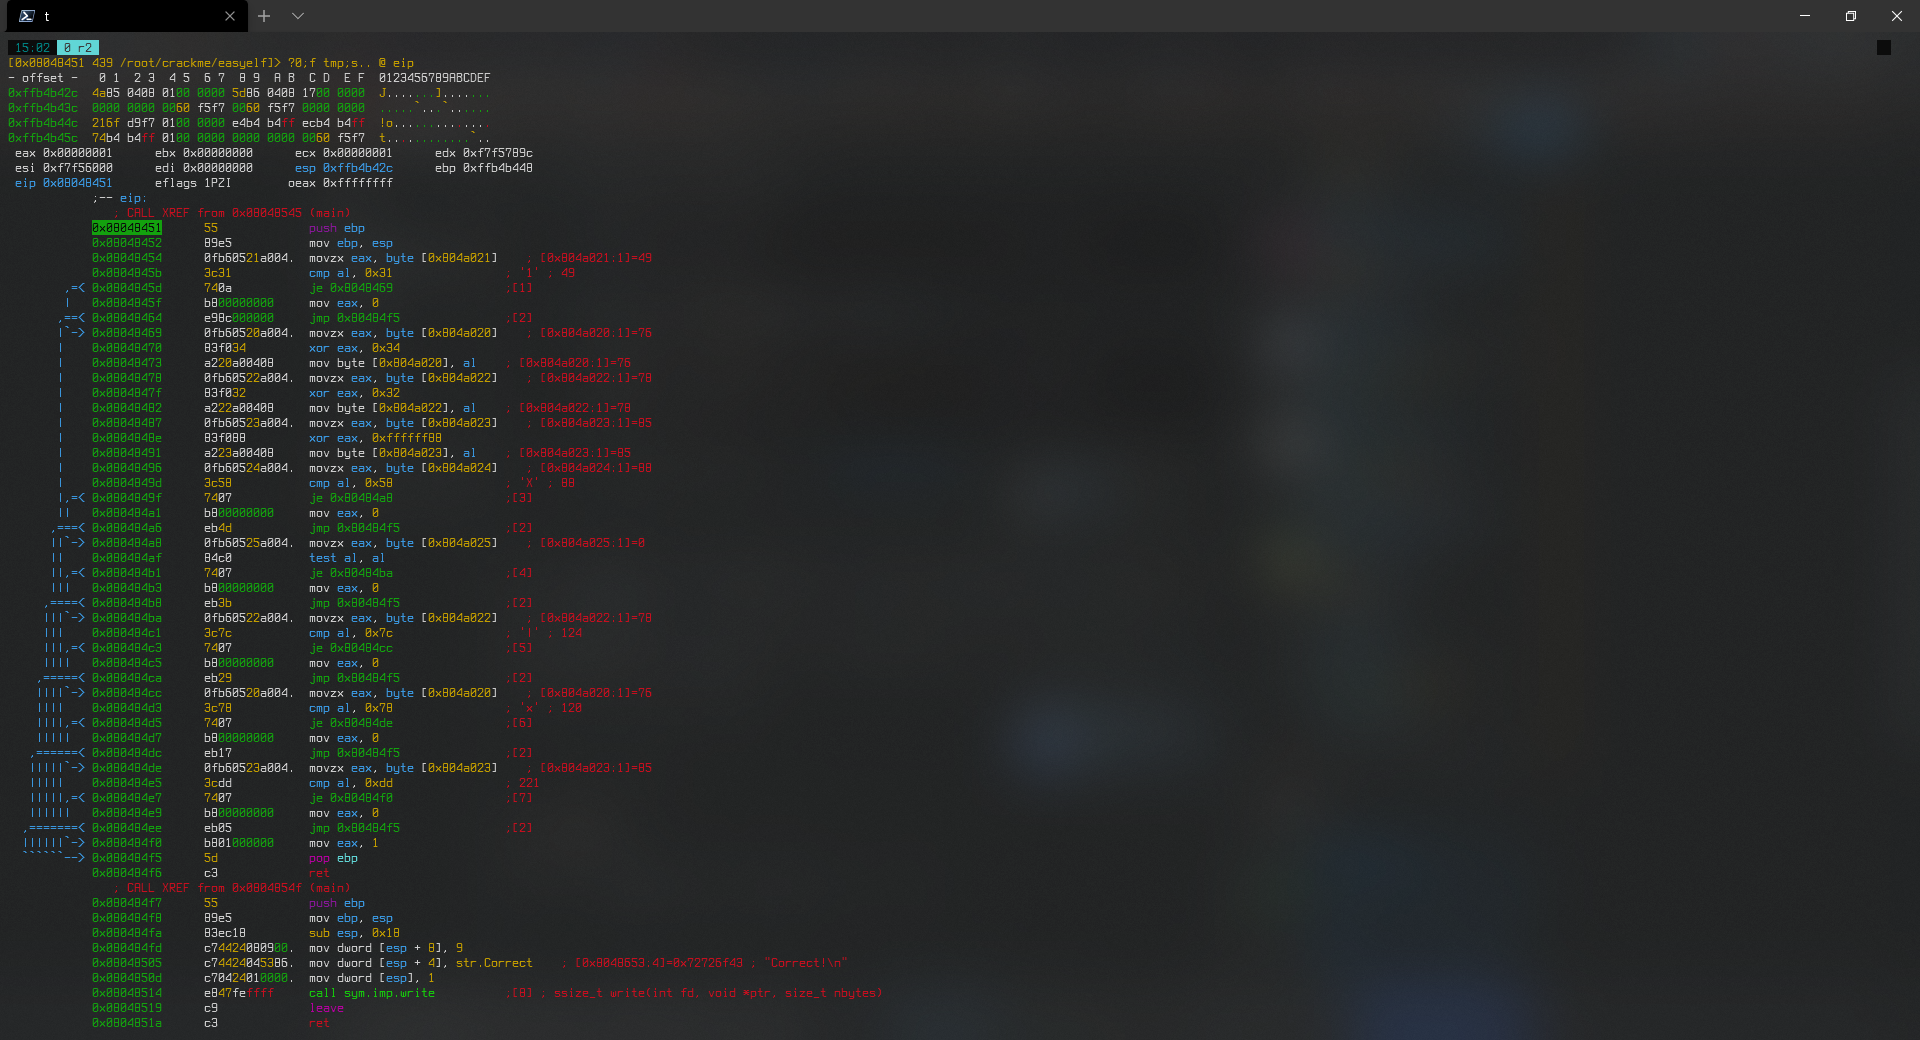 t
15:02 0 r2
[0x08048451 439 /root/crackme/easyelf]> ?0;f tmp;s.. @ eip
- offset -   0 1  2 3  4 5  6 7  8 9  A B  C D  E F  0123456789ABCDEF
0xffb4b42c  4a85 0408 0100 0000 5d86 0408 1700 0000  J.......].......
0xffb4b43c  0000 0000 0060 f5f7 0060 f5f7 0000 0000  .....`...`......
0xffb4b44c  216f d9f7 0100 0000 e4b4 b4ff ecb4 b4ff  !o..............
0xffb4b45c  74b4 b4ff 0100 0000 0000 0000 0060 f5f7  t............`..
eax 0x00000001      ebx 0x00000000      ecx 0x00000001      edx 0xf7f5789c
esi 0xf7f56000      edi 0x00000000      esp 0xffb4b42c      ebp 0xffb4b448
eip 0x08048451      eflags 1PZI        oeax 0xffffffff
;-- eip:
; CALL XREF from 0x08048545 (main)
0x08048451      55             push ebp
0x08048452      89e5           mov ebp, esp
0x08048454      0fb60521a004.  movzx eax, byte [0x804a021]    ; [0x804a021:1]=49
0x0804845b      3c31           cmp al, 0x31                ; '1' ; 49
,=< 0x0804845d      740a           je 0x8048469                ;[1]
|   0x0804845f      b800000000     mov eax, 0
,==< 0x08048464      e98c000000     jmp 0x80484f5               ;[2]
|`-> 0x08048469      0fb60520a004.  movzx eax, byte [0x804a020]    ; [0x804a020:1]=76
|    0x08048470      83f034         xor eax, 0x34
|    0x08048473      a220a00408     mov byte [0x804a020], al    ; [0x804a020:1]=76
|    0x08048478      0fb60522a004.  movzx eax, byte [0x804a022]    ; [0x804a022:1]=78
|    0x0804847f      83f032         xor eax, 0x32
|    0x08048482      a222a00408     mov byte [0x804a022], al    ; [0x804a022:1]=78
|    0x08048487      0fb60523a004.  movzx eax, byte [0x804a023]    ; [0x804a023:1]=85
|    0x0804848e      83f088         xor eax, 0xffffff88
|    0x08048491      a223a00408     mov byte [0x804a023], al    ; [0x804a023:1]=85
|    0x08048496      0fb60524a004.  movzx eax, byte [0x804a024]    ; [0x804a024:1]=88
|    0x0804849d      3c58           cmp al, 0x58                ; 'X' ; 88
|,=< 0x0804849f      7407           je 0x80484a8                ;[3]
||   0x080484a1      b800000000     mov eax, 0
,===< 0x080484a6      eb4d           jmp 0x80484f5               ;[2]
||`-> 0x080484a8      0fb60525a004.  movzx eax, byte [0x804a025]    ; [0x804a025:1]=0
||    0x080484af      84c0           test al, al
||,=< 0x080484b1      7407           je 0x80484ba                ;[4]
|||   0x080484b3      b800000000     mov eax, 0
,====< 0x080484b8      eb3b           jmp 0x80484f5               ;[2]
|||`-> 0x080484ba      0fb60522a004.  movzx eax, byte [0x804a022]    ; [0x804a022:1]=78
|||    0x080484c1      3c7c           cmp al, 0x7c                ; '|' ; 124
|||,=< 0x080484c3      7407           je 0x80484cc                ;[5]
||||   0x080484c5      b800000000     mov eax, 0
,=====< 0x080484ca      eb29           jmp 0x80484f5               ;[2]
||||`-> 0x080484cc      0fb60520a004.  movzx eax, byte [0x804a020]    ; [0x804a020:1]=76
||||    0x080484d3      3c78           cmp al, 0x78                ; 'x' ; 120
||||,=< 0x080484d5      7407           je 0x80484de                ;[6]
|||||   0x080484d7      b800000000     mov eax, 0
,======< 0x080484dc      eb17           jmp 0x80484f5               ;[2]
|||||`-> 0x080484de      0fb60523a004.  movzx eax, byte [0x804a023]    ; [0x804a023:1]=85
|||||    0x080484e5      3cdd           cmp al, 0xdd                ; 221
|||||,=< 0x080484e7      7407           je 0x80484f0                ;[7]
||||||   0x080484e9      b800000000     mov eax, 0
,=======< 0x080484ee      eb05           jmp 0x80484f5               ;[2]
||||||`-> 0x080484f0      b801000000     mov eax, 1
``````--> 0x080484f5      5d             pop ebp
0x080484f6      c3             ret
; CALL XREF from 0x0804854f (main)
0x080484f7      55             push ebp
0x080484f8      89e5           mov ebp, esp
0x080484fa      83ec18         sub esp, 0x18
0x080484fd      c74424080900.  mov dword [esp + 8], 9
0x08048505      c74424045386.  mov dword [esp + 4], str.Correct    ; [0x8048653:4]=0x72726f43 ; "Correct!\n"
0x0804850d      c70424010000.  mov dword [esp], 1
0x08048514      e847feffff     call sym.imp.write          ;[8] ; ssize_t write(int fd, void *ptr, size_t nbytes)
0x08048519      c9             leave
0x0804851a      c3             ret